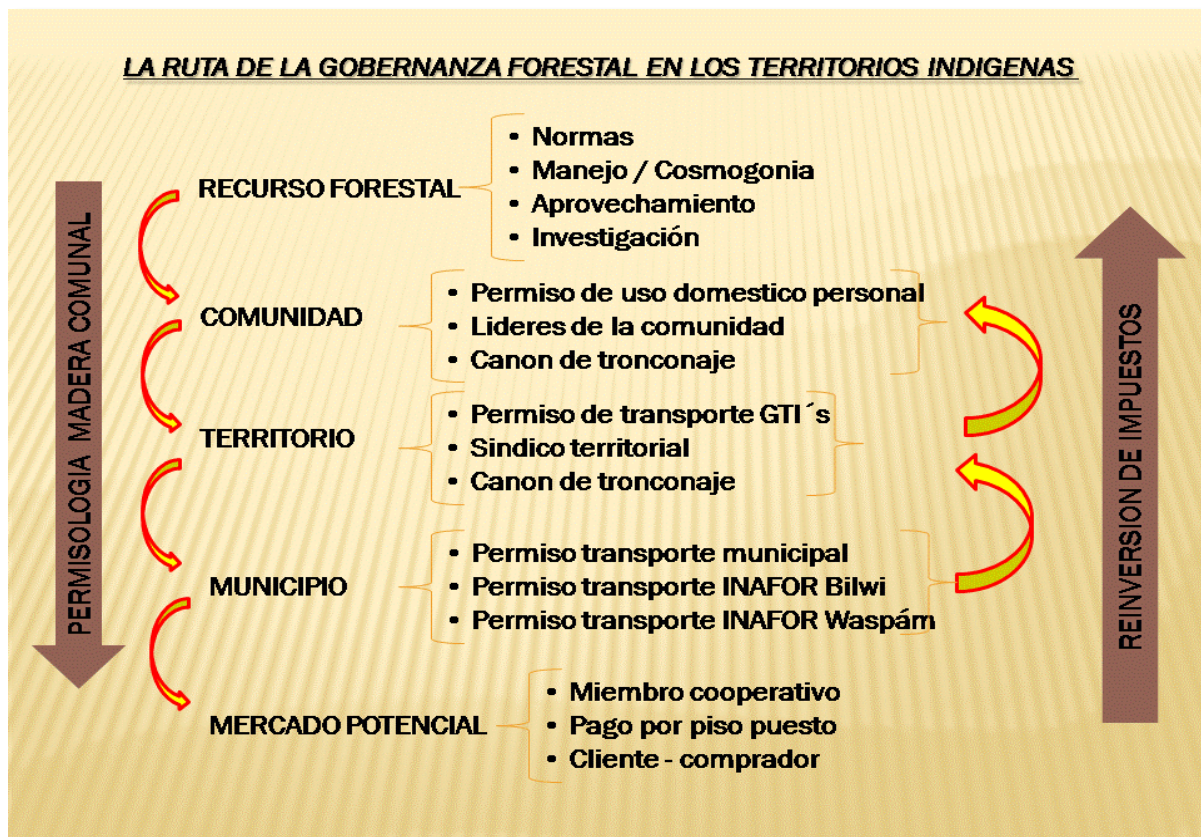 LA RUTA DE LA GOBERNANZA FORESTAL EN LOS TERRITORIOS INDIGENAS
PERMISOLOGIA MADERA COMUNAL
RECURSO FORESTAL
• Normas
• Manejo / Cosmogonia
• Aprovechamiento
• Investigación
COMUNIDAD
• Permiso de uso domestico personal
• Lideres de la comunidad
• Canon de tronconaje
TERRITORIO
• Permiso de transporte GTI´s
• Sindico territorial
• Canon de tronconaje
MUNICIPIO
• Permiso transporte municipal
• Permiso transporte INAFOR Bilwi
• Permiso transporte INAFOR Waspám
MERCADO POTENCIAL
• Miembro cooperativo
• Pago por piso puesto
• Cliente - comprador
REINVERSION DE IMPUESTOS